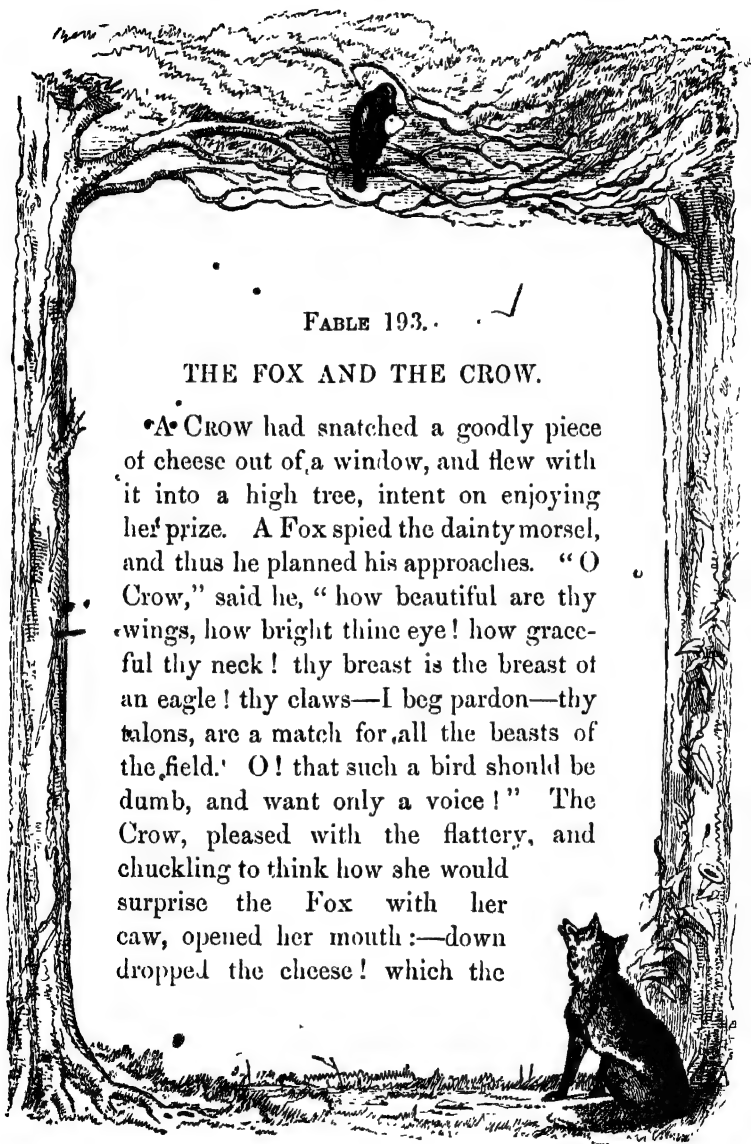 FABLE 193.
THE FOX AND THE CROW.
A CROW had snatched a goodly piece
of cheese out of a window, and flew with
it into a high tree, intent on enjoying
her prize. A Fox spied the dainty morsel,
and thus he planned his approaches. “O
Crow,” said he, “how beautiful are thy
wings, how bright thine eye! how grace-
ful thy neck! thy breast is the breast of
an eagle! thy claws—I beg pardon—thy
talons, are a match for all the beasts of
the field. O! that such a bird should be
dumb, and want only a voice!” The
Crow, pleased with the flattery, and
chuckling to think how she would
surprise the Fox with her
caw, opened her mouth:—down
dropped the cheese! which the